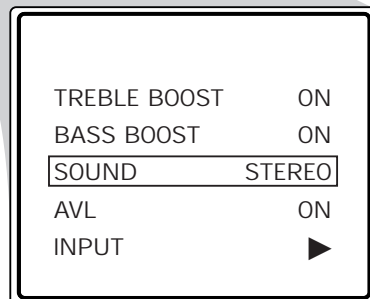 TREBLE BOOST ON
BASS BOOST ON
SOUND STEREO
AVL ON
INPUT ▶